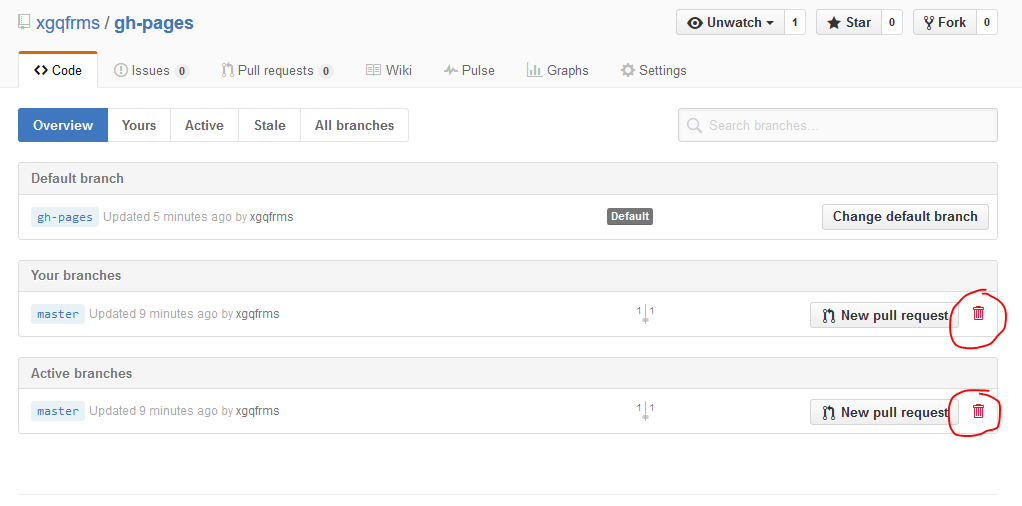 xgqfrms / gh-pages Unwatch 1 Star 0 Fork 0
Code Issues 0 Pull requests 0 Wiki Pulse Graphs Settings
Overview Yours Active Stale All branches Search branches...
Default branch
gh-pages Updated 5 minutes ago by xgqfrms Default Change default branch
Your branches
master Updated 9 minutes ago by xgqfrms 1 1 New pull request
Active branches
master Updated 9 minutes ago by xgqfrms 1 1 New pull request